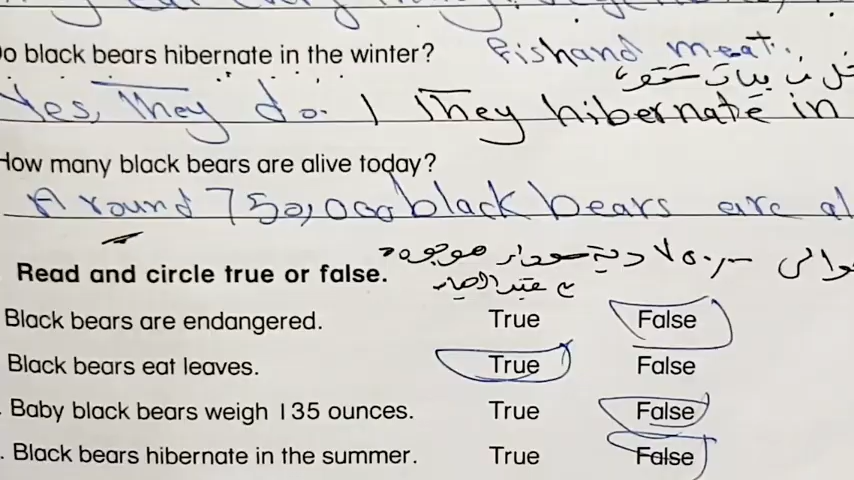 Do black bears hibernate in the winter? fish and meat.
Yes, They do. | They hibernate in
How many black bears are alive today?
Around 750,000 black bears are al
Read and circle true or false.
Black bears are endangered. True False
Black bears eat leaves. True False
Baby black bears weigh 135 ounces. True False
Black bears hibernate in the summer. True False